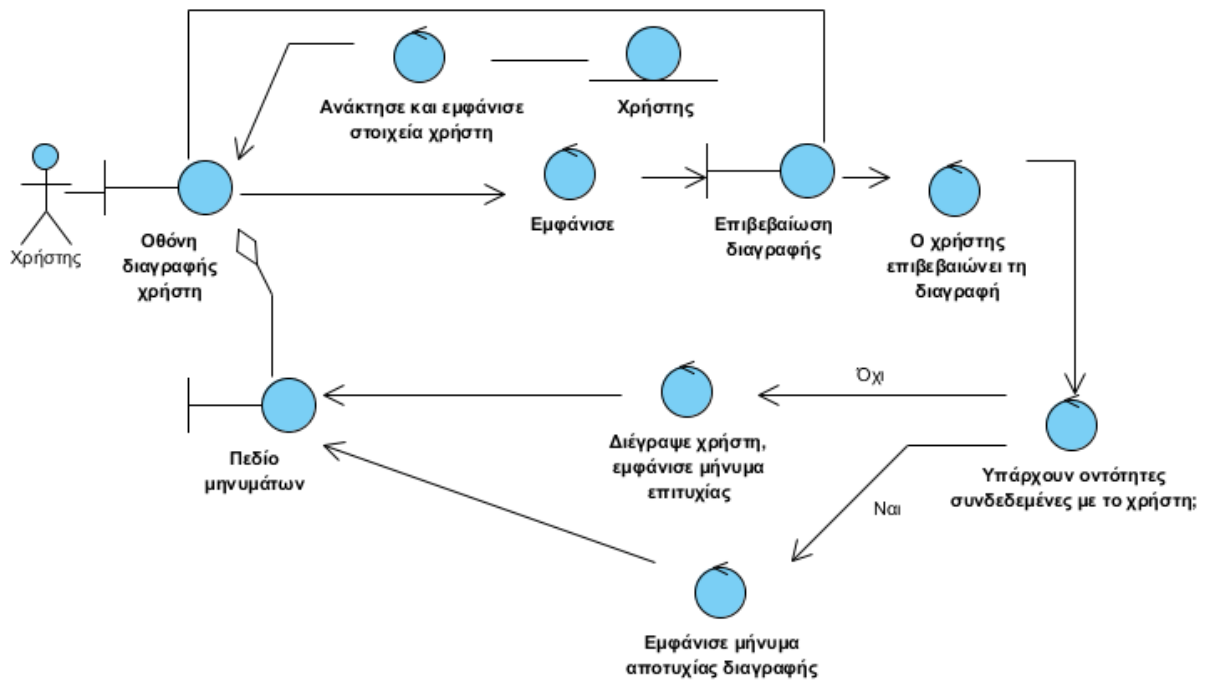 Ανάκτησε και εμφάνισε
στοιχεία χρήστη
Χρήστης
Χρήστης
Οθόνη
διαγραφής
χρήστη
Εμφάνισε
Επιβεβαίωση
διαγραφής
Ο χρήστης
επιβεβαιώνει τη
διαγραφή
Όχι
Πεδίο
μηνυμάτων
Διέγραψε χρήστη,
εμφάνισε μήνυμα
επιτυχίας
Υπάρχουν οντότητες
συνδεδεμένες με το χρήστη;
Ναι
Εμφάνισε μήνυμα
αποτυχίας διαγραφής